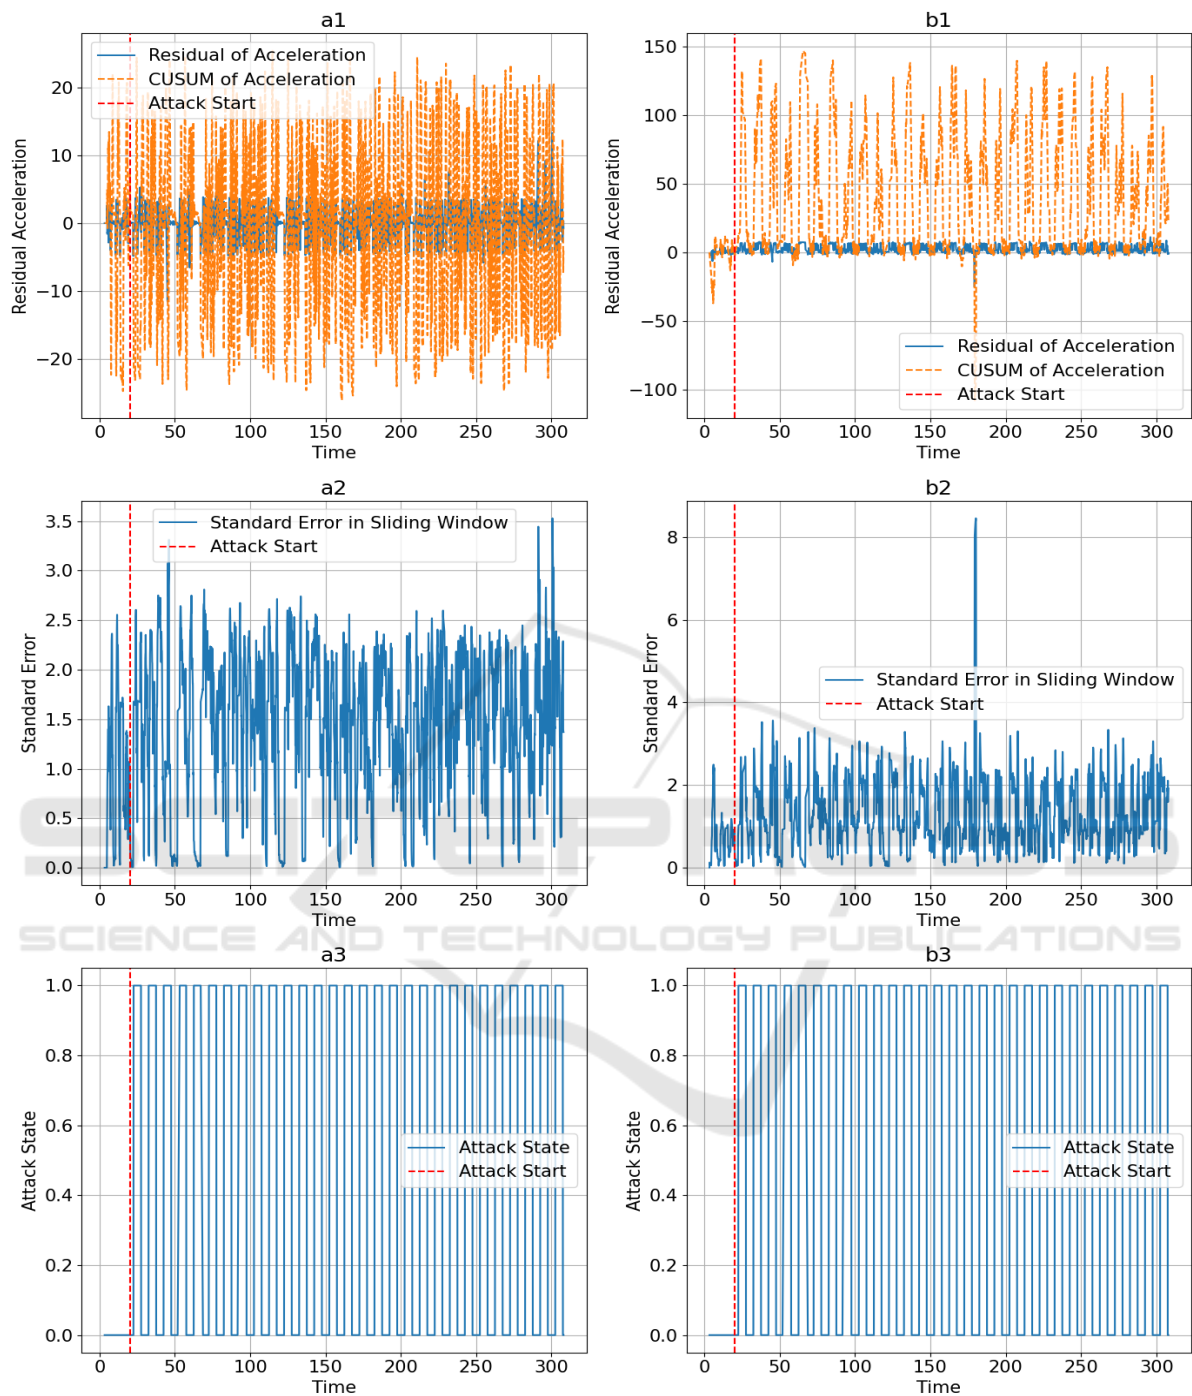 a1
Residual of Acceleration
CUSUM of Acceleration
Attack Start
Residual Acceleration
20
10
0
−10
−20
0 50 100 150 200 250 300
Time
b1
Residual Acceleration
150
100
50
0
−50
−100
Residual of Acceleration
CUSUM of Acceleration
Attack Start
0 50 100 150 200 250 300
Time
a2
Standard Error in Sliding Window
Attack Start
Standard Error
3.5
3.0
2.5
2.0
1.5
1.0
0.5
0.0
0 50 100 150 200 250 300
Time
b2
Standard Error
8
6
4
2
0
Standard Error in Sliding Window
Attack Start
0 50 100 150 200 250 300
Time
SCITEPRESS
SCIENCE AND TECHNOLOGY PUBLICATIONS
a3
Attack State
1.0
0.8
0.6
0.4
0.2
0.0
Attack State
Attack Start
0 50 100 150 200 250 300
Time
b3
Attack State
1.0
0.8
0.6
0.4
0.2
0.0
Attack State
Attack Start
0 50 100 150 200 250 300
Time